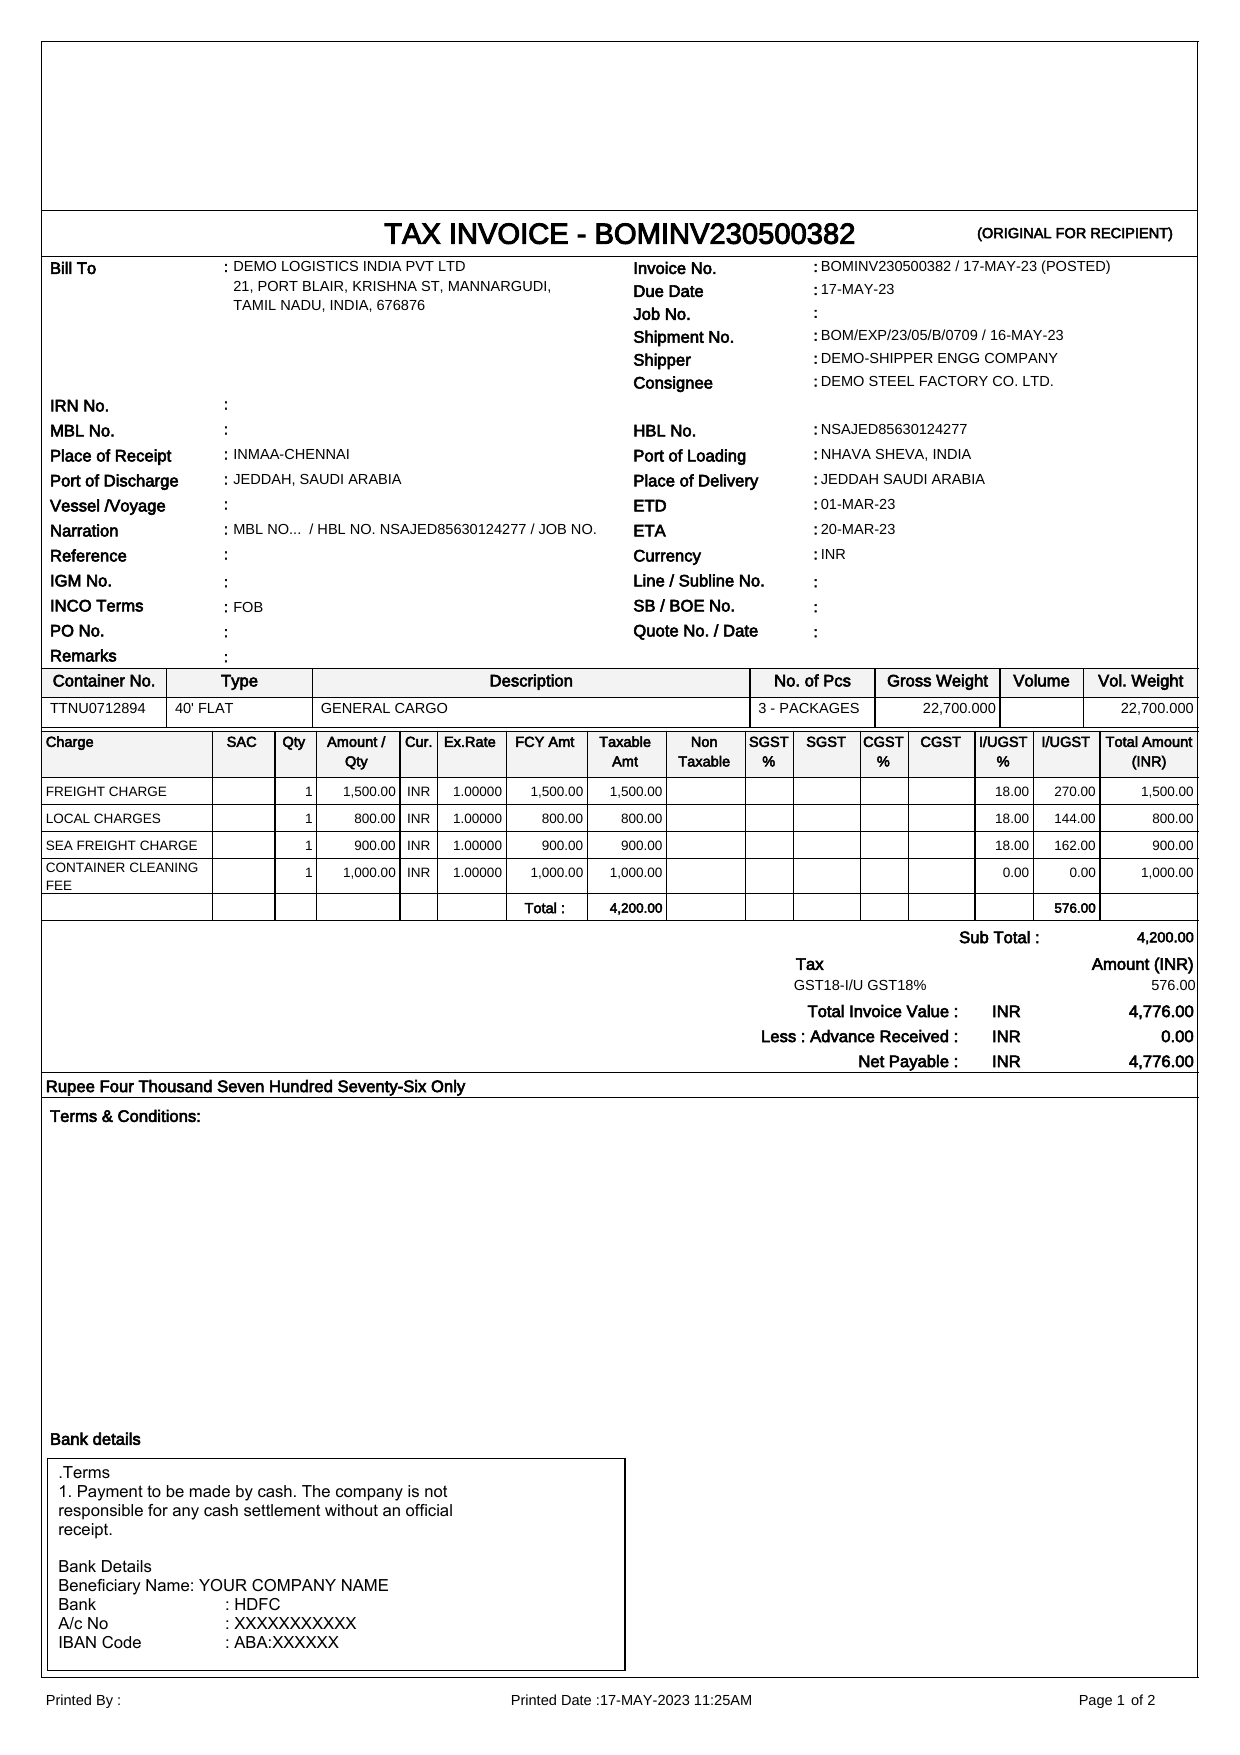 TAX INVOICE - BOMINV230500382 (ORIGINAL FOR RECIPIENT)
Bill To : DEMO LOGISTICS INDIA PVT LTD
21, PORT BLAIR, KRISHNA ST, MANNARGUDI,
TAMIL NADU, INDIA, 676876
Invoice No. : BOMINV230500382 / 17-MAY-23 (POSTED)
Due Date : 17-MAY-23
Job No. :
Shipment No. : BOM/EXP/23/05/B/0709 / 16-MAY-23
Shipper : DEMO-SHIPPER ENGG COMPANY
Consignee : DEMO STEEL FACTORY CO. LTD.
IRN No. :
MBL No. : HBL No. : NSAJED85630124277
Place of Receipt : INMAA-CHENNAI Port of Loading : NHAVA SHEVA, INDIA
Port of Discharge : JEDDAH, SAUDI ARABIA Place of Delivery : JEDDAH SAUDI ARABIA
Vessel /Voyage : ETD : 01-MAR-23
Narration : MBL NO... / HBL NO. NSAJED85630124277 / JOB NO. ETA : 20-MAR-23
Reference : Currency : INR
IGM No. : Line / Subline No. :
INCO Terms : FOB SB / BOE No. :
PO No. : Quote No. / Date :
Remarks :
Container No. Type Description No. of Pcs Gross Weight Volume Vol. Weight
TTNU0712894 40' FLAT GENERAL CARGO 3 - PACKAGES 22,700.000 22,700.000
Charge SAC Qty Amount / Cur. Ex.Rate FCY Amt Taxable Non SGST SGST CGST CGST I/UGST I/UGST Total Amount
Qty Amt Taxable % % % (INR)
FREIGHT CHARGE 1 1,500.00 INR 1.00000 1,500.00 1,500.00 18.00 270.00 1,500.00
LOCAL CHARGES 1 800.00 INR 1.00000 800.00 800.00 18.00 144.00 800.00
SEA FREIGHT CHARGE 1 900.00 INR 1.00000 900.00 900.00 18.00 162.00 900.00
CONTAINER CLEANING 1 1,000.00 INR 1.00000 1,000.00 1,000.00 0.00 0.00 1,000.00
FEE
Total : 4,200.00 576.00
Sub Total : 4,200.00
Tax Amount (INR)
GST18-I/U GST18% 576.00
Total Invoice Value : INR 4,776.00
Less : Advance Received : INR 0.00
Net Payable : INR 4,776.00
Rupee Four Thousand Seven Hundred Seventy-Six Only
Terms & Conditions:
Bank details
.Terms
1. Payment to be made by cash. The company is not
responsible for any cash settlement without an official
receipt.
Bank Details
Beneficiary Name: YOUR COMPANY NAME
Bank : HDFC
A/c No : XXXXXXXXXXX
IBAN Code : ABA:XXXXXX
Printed By : Printed Date :17-MAY-2023 11:25AM Page 1 of 2